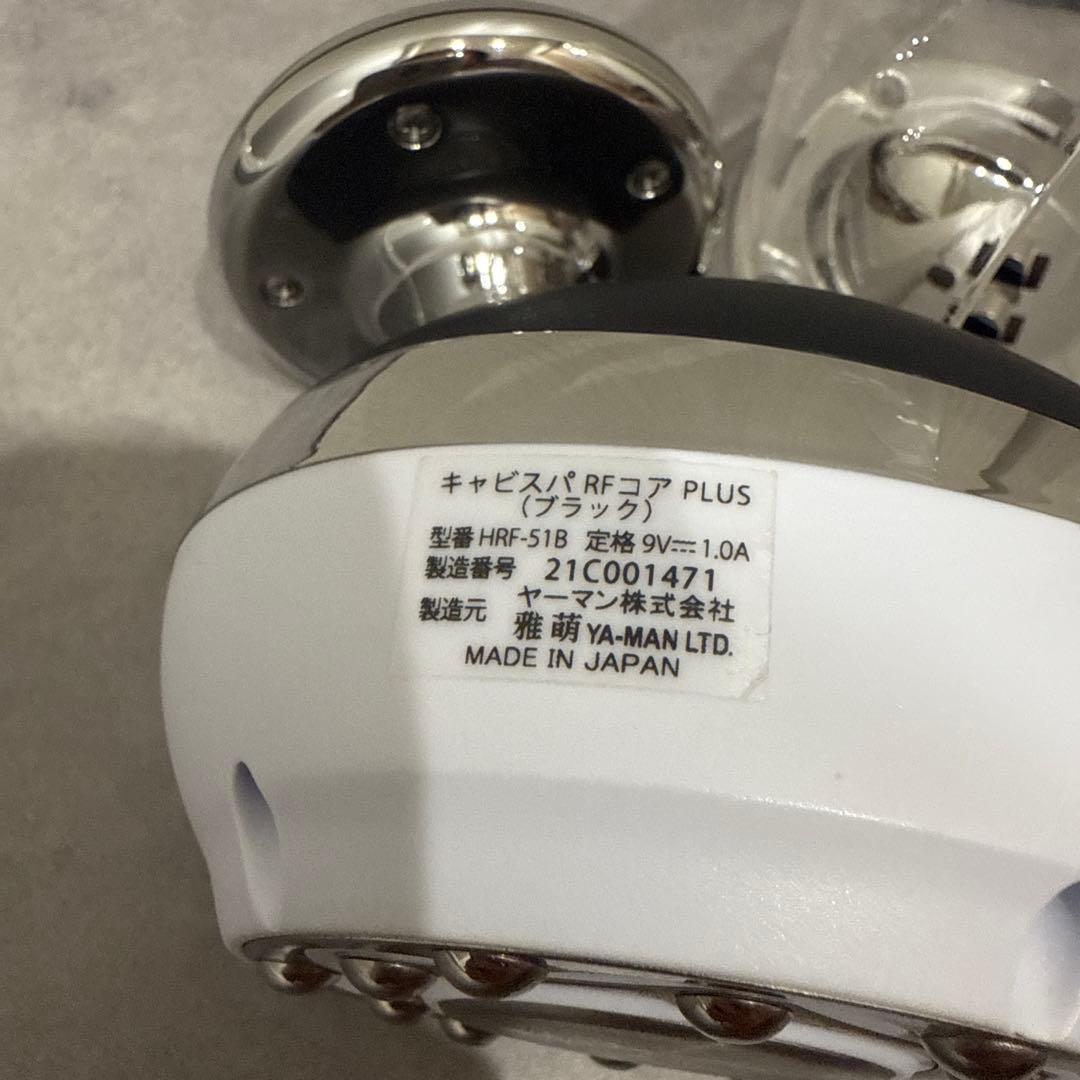 キャビスパ RFコア PLUS
（ブラック）
型番 HRF-51B 定格 9V⎓1.0A
製造番号 21C001471
製造元 ヤーマン株式会社
雅萌 YA-MAN LTD.
MADE IN JAPAN